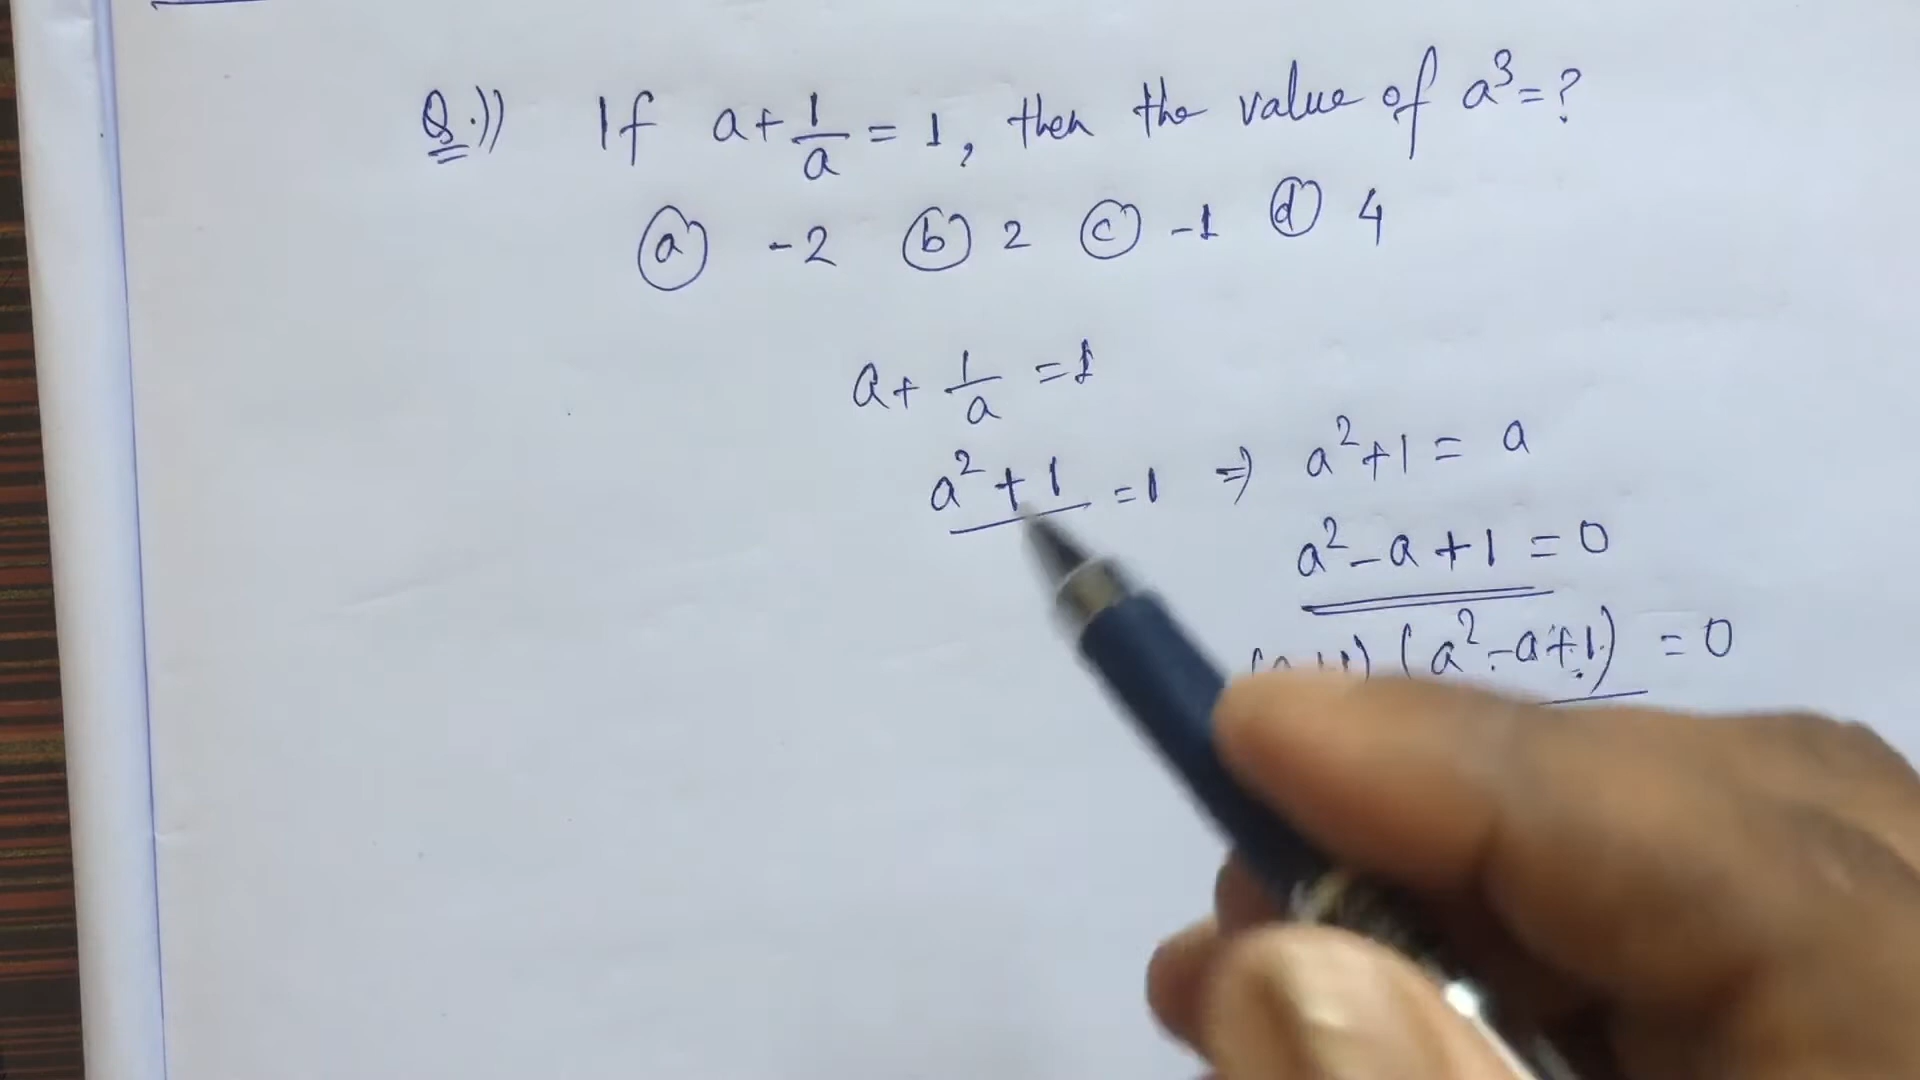 Q.)) If a + 1/a = 1, then the value of a³ = ?
(a) -2 (b) 2 (c) -1 (d) 4
a + 1/a = 1
a² + 1 = 1 ⇒ a² + 1 = a
a² - a + 1 = 0
(a² - a + 1) = 0